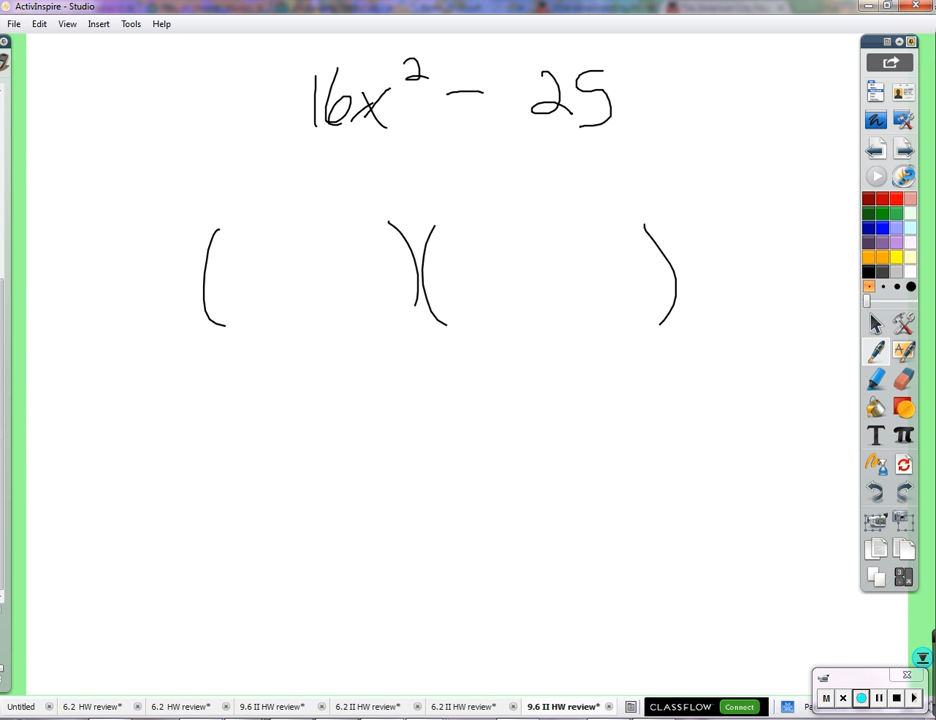 ActivInspire - Studio
File Edit View Insert Tools Help
16x² - 25
( )( )
Untitled 6.2 HW review* 6.2 HW review* 9.6 II HW review* 6.2 II HW review* 6.2 II HW review* 9.6 II HW review* CLASSFLOW Connect
M